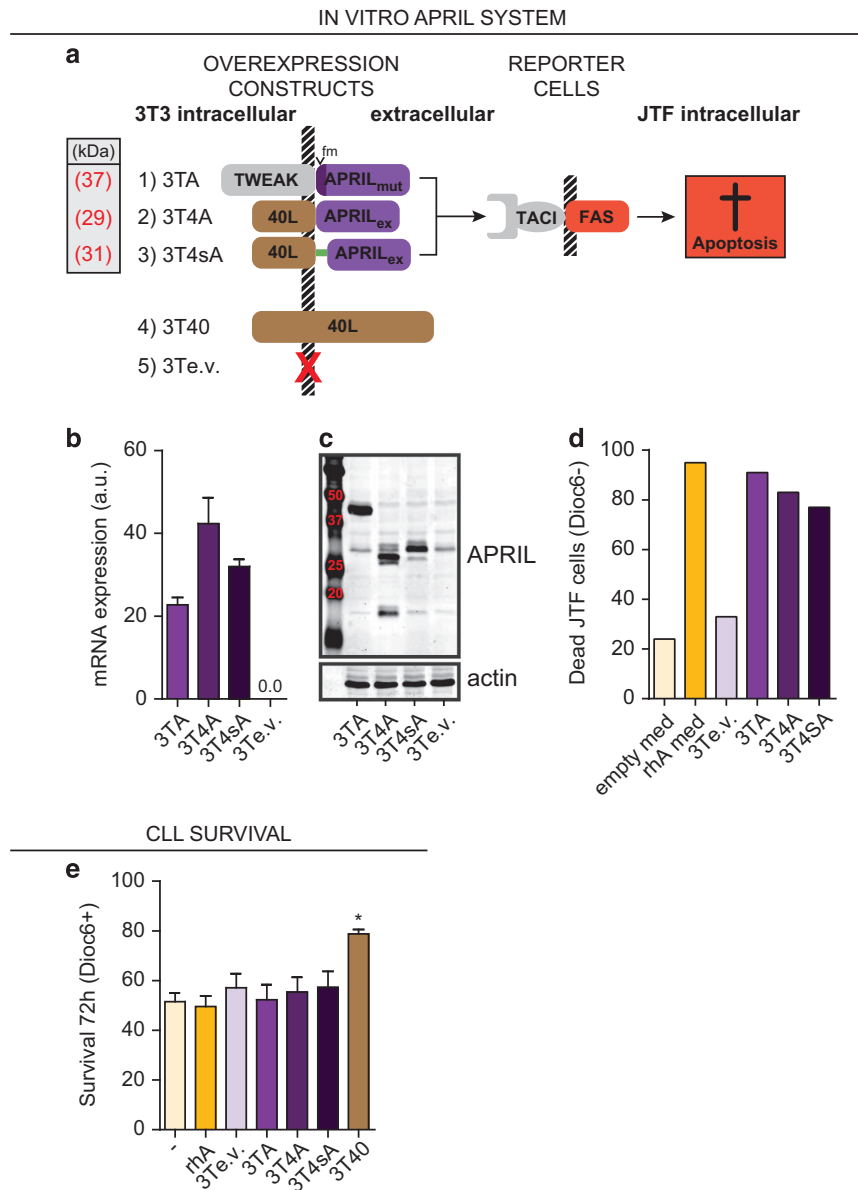 IN VITRO APRIL SYSTEM
a
OVEREXPRESSION CONSTRUCTS
REPORTER CELLS
3T3 intracellular
extracellular
JTF intracellular
(kDa)
fm
(37)
1) 3TA
TWEAK
APRILmut
(29)
2) 3T4A
40L
APRILex
TACI
FAS
Apoptosis
(31)
3) 3T4sA
40L
APRILex
4) 3T40
40L
5) 3Te.v.
X
b
mRNA expression (a.u.)
60
40
20
0
0.0
3TA
3T4A
3T4sA
3Te.v.
c
50
37
25
20
APRIL
actin
3TA
3T4A
3T4sA
3Te.v.
d
Dead JTF cells (Dioc6-)
100
80
60
40
20
0
empty med
rhA med
3Te.v.
3TA
3T4A
3T4SA
CLL SURVIVAL
e
Survival 72h (Dioc6+)
100
80
60
40
20
0
*
-
rhA
3Te.v.
3TA
3T4A
3T4sA
3T40